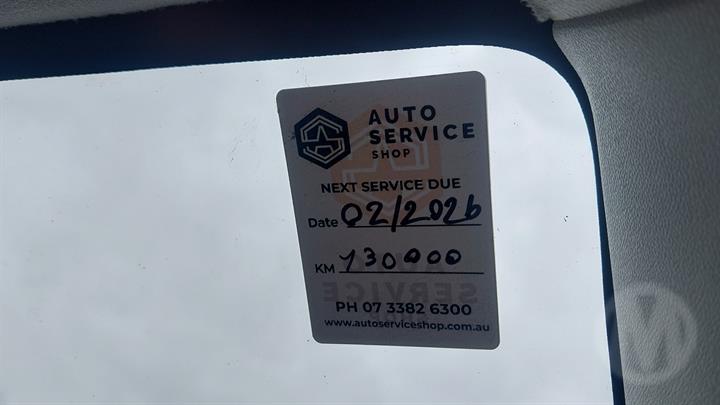 AUTO
SERVICE
SHOP
NEXT SERVICE DUE
Date 02/2026
KM 130000
PH 07 3382 6300
www.autoserviceshop.com.au